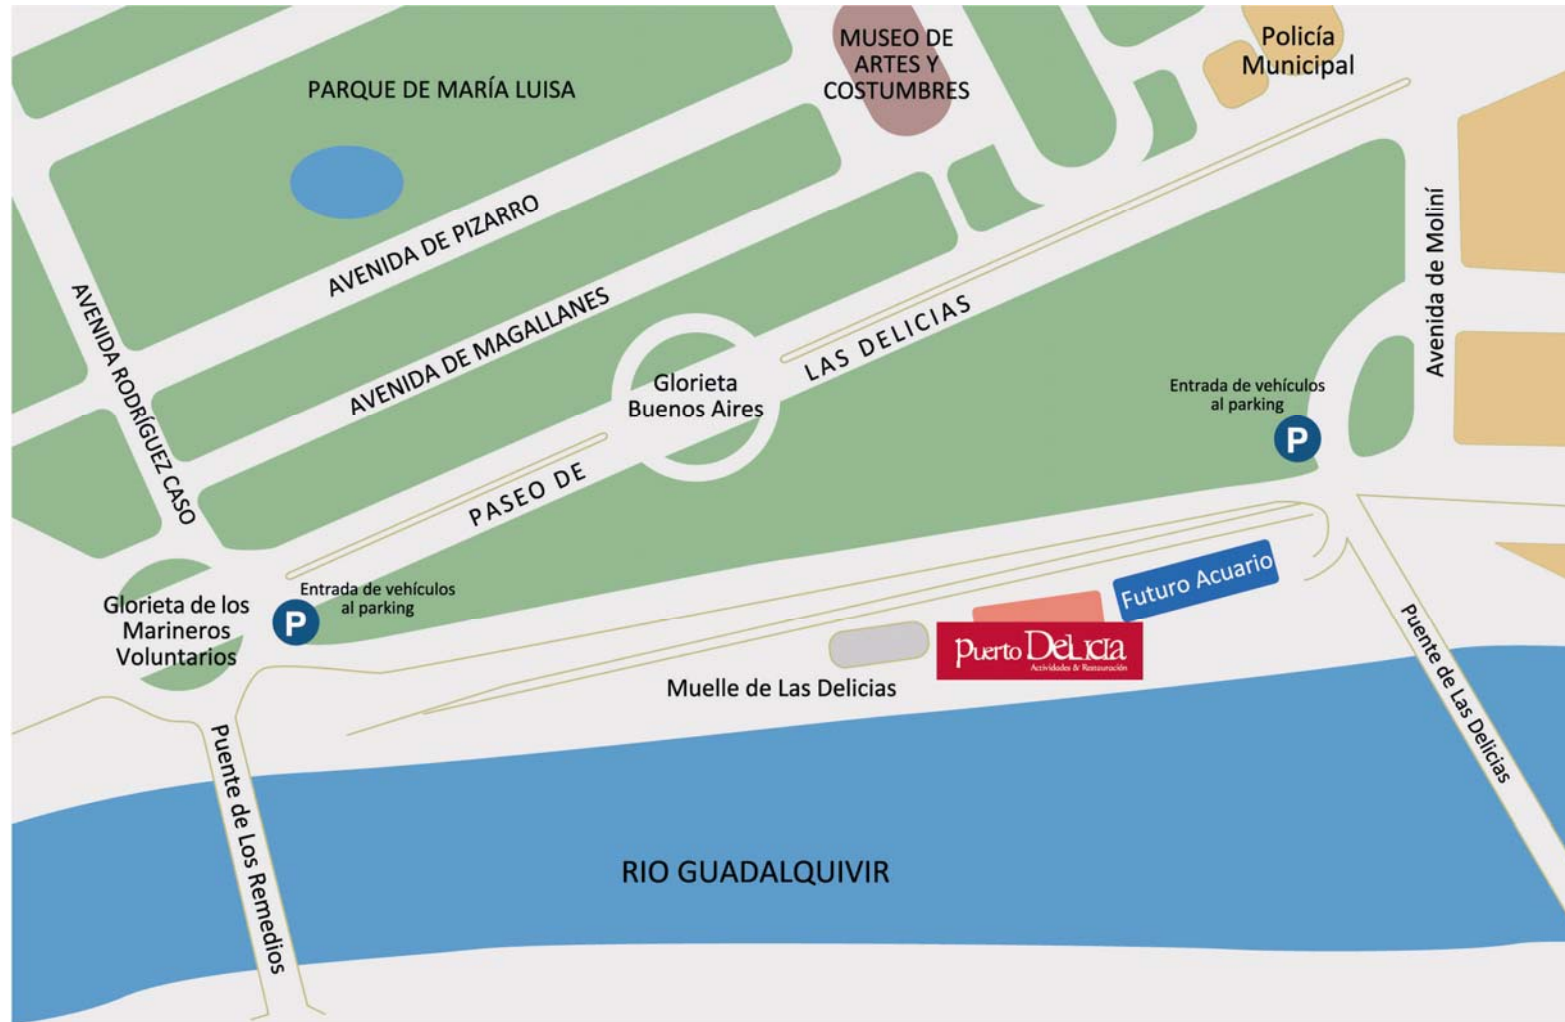 MUSEO DE
ARTES Y
COSTUMBRES
Policía
Municipal
PARQUE DE MARÍA LUISA
AVENIDA DE PIZARRO
Avenida de Moliní
AVENIDA RODRÍGUEZ CASO
AVENIDA DE MAGALLANES
LAS DELICIAS
Glorieta
Buenos Aires
Entrada de vehículos
al parking
P
PASEO DE
Entrada de vehículos
al parking
P
Glorieta de los
Marineros
Voluntarios
Futuro Acuario
Puerto DeLicia
Actividades & Restauración
Muelle de Las Delicias
Puente de Las Delicias
Puente de Los Remedios
RIO GUADALQUIVIR